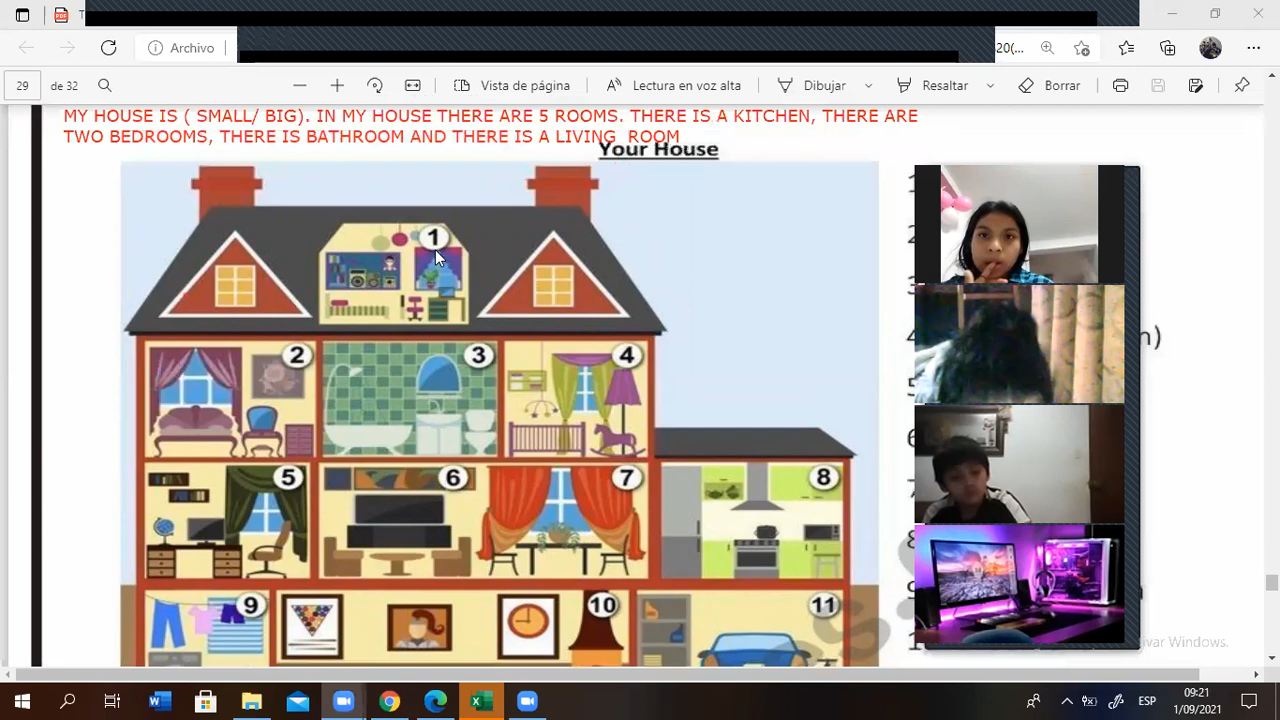 T
Archivo
20(...
29 de 32
Vista de página
Lectura en voz alta
Dibujar
Resaltar
Borrar
MY HOUSE IS ( SMALL/ BIG). IN MY HOUSE THERE ARE 5 ROOMS. THERE IS A KITCHEN, THERE ARE
TWO BEDROOMS, THERE IS BATHROOM AND THERE IS A LIVING ROOM
Your House
1
2
3
4
5
6
7
8
9
10
11
n)
var Windows.
ESP
09:21
1/09/2021